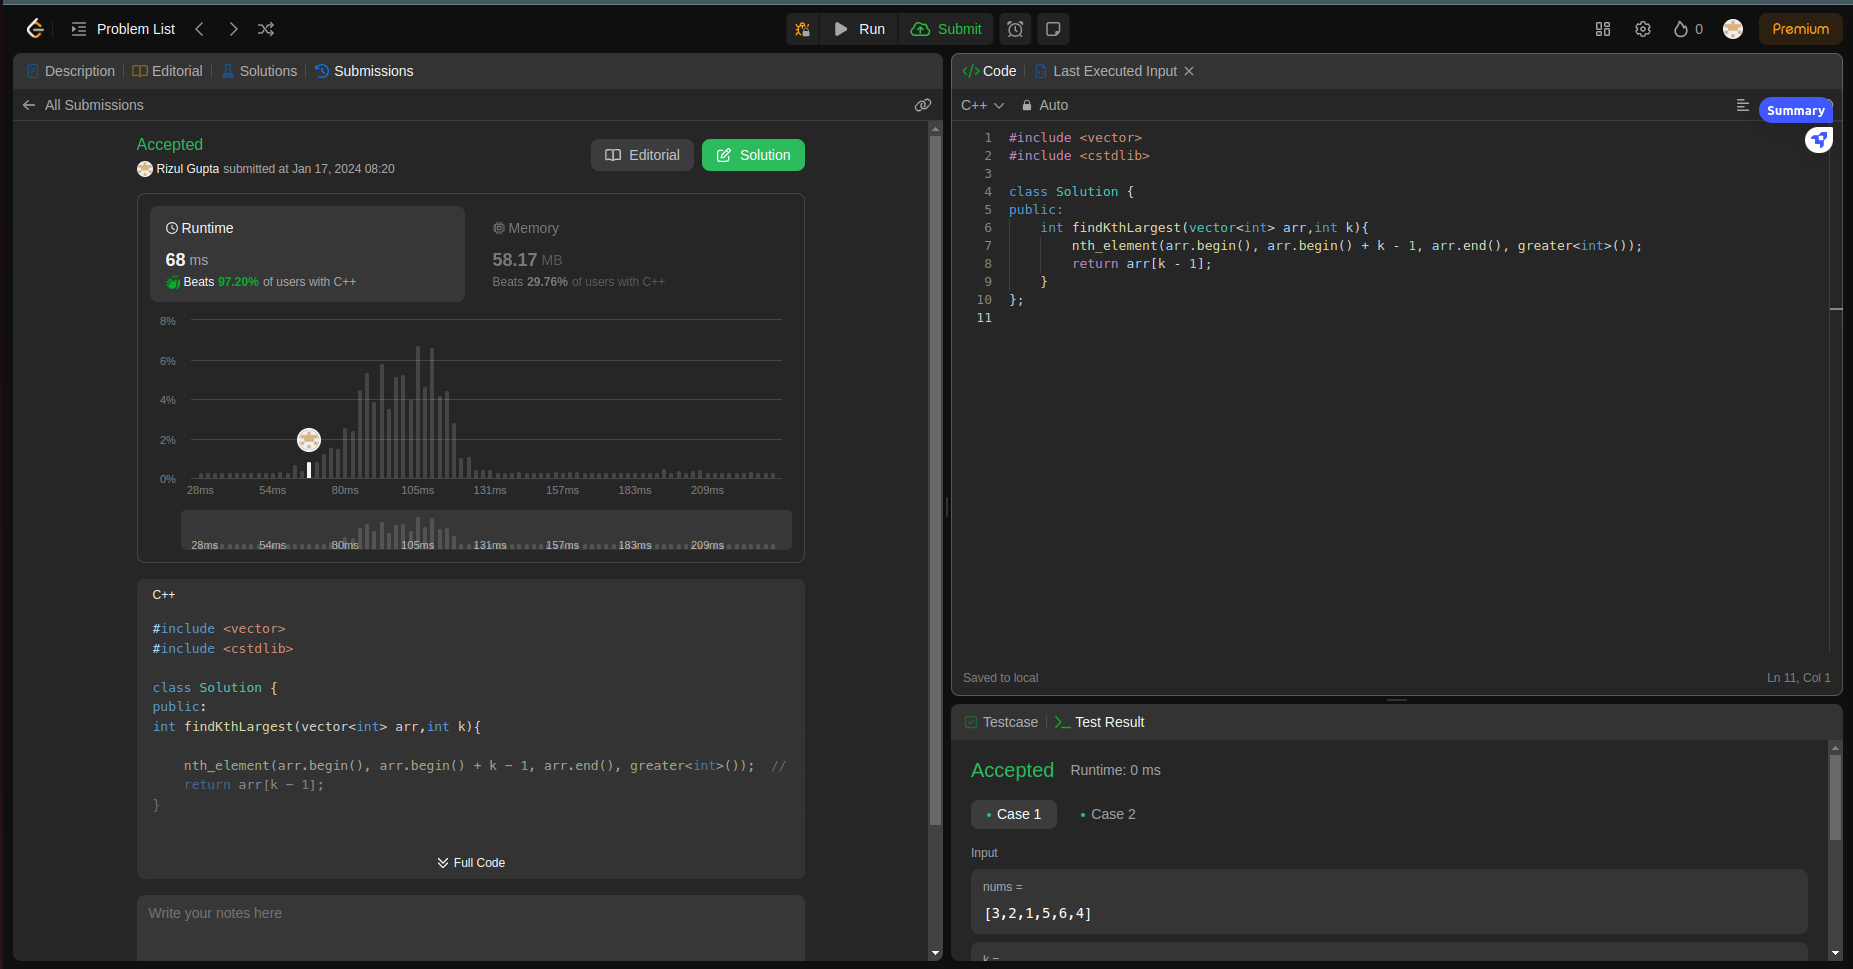 Problem List
Run
Submit
0
Premium
Description
Editorial
Solutions
Submissions
All Submissions
Accepted
Rizul Gupta submitted at Jan 17, 2024 08:20
Editorial
Solution
Runtime
68 ms
Beats 97.20% of users with C++
Memory
58.17 MB
Beats 29.76% of users with C++
8%
6%
4%
2%
0%
28ms 54ms 80ms 105ms 131ms 157ms 183ms 209ms
28ms 54ms 80ms 105ms 131ms 157ms 183ms 209ms
C++
#include <vector>
#include <cstdlib>
class Solution {
public:
int findKthLargest(vector<int> arr,int k){
nth_element(arr.begin(), arr.begin() + k - 1, arr.end(), greater<int>()); //
return arr[k - 1];
}
Full Code
Write your notes here
Code
Last Executed Input
C++
Auto
Summary
1 #include <vector>
2 #include <cstdlib>
3
4 class Solution {
5 public:
6 int findKthLargest(vector<int> arr,int k){
7 nth_element(arr.begin(), arr.begin() + k - 1, arr.end(), greater<int>());
8 return arr[k - 1];
9 }
10 };
11
Saved to local
Ln 11, Col 1
Testcase
Test Result
Accepted
Runtime: 0 ms
Case 1
Case 2
Input
nums =
[3,2,1,5,6,4]
k =